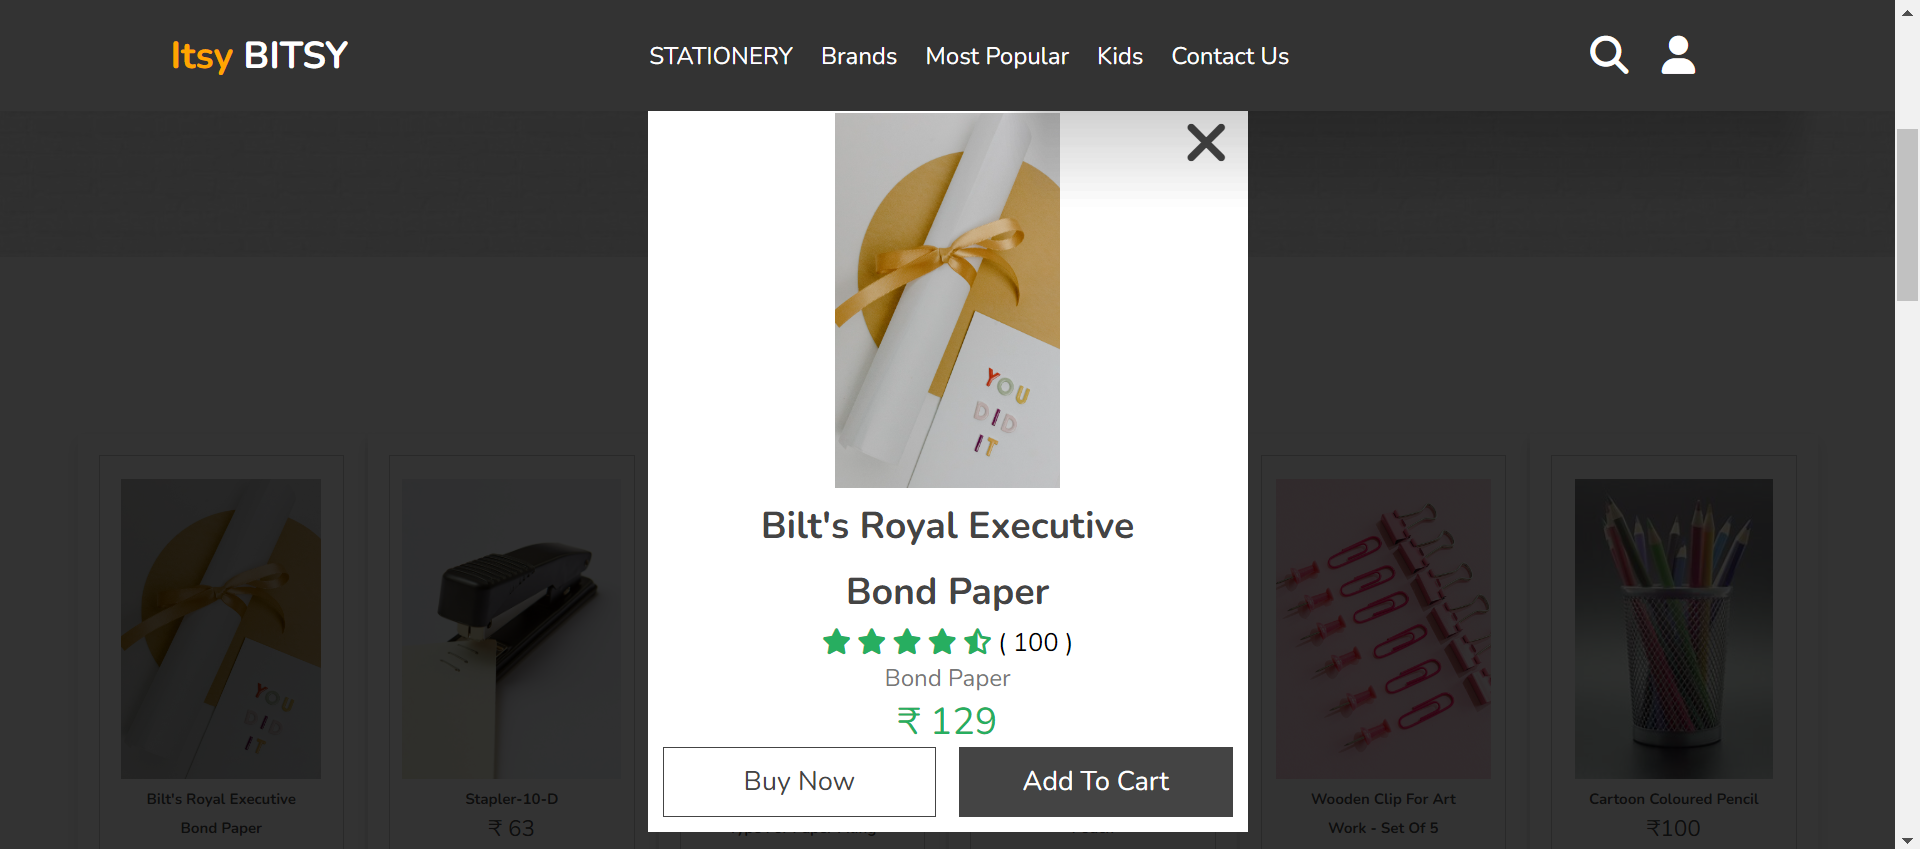 Itsy BITSY
STATIONERY Brands Most Popular Kids Contact Us
YOU
DID
IT
Bilt's Royal Executive
Bond Paper
( 100 )
Bond Paper
₹ 129
Buy Now Add To Cart
YOU
DID
IT
Bilt's Royal Executive
Bond Paper
Stapler-10-D
₹ 63
Wooden Clip For Art
Work - Set Of 5
Cartoon Coloured Pencil
₹100